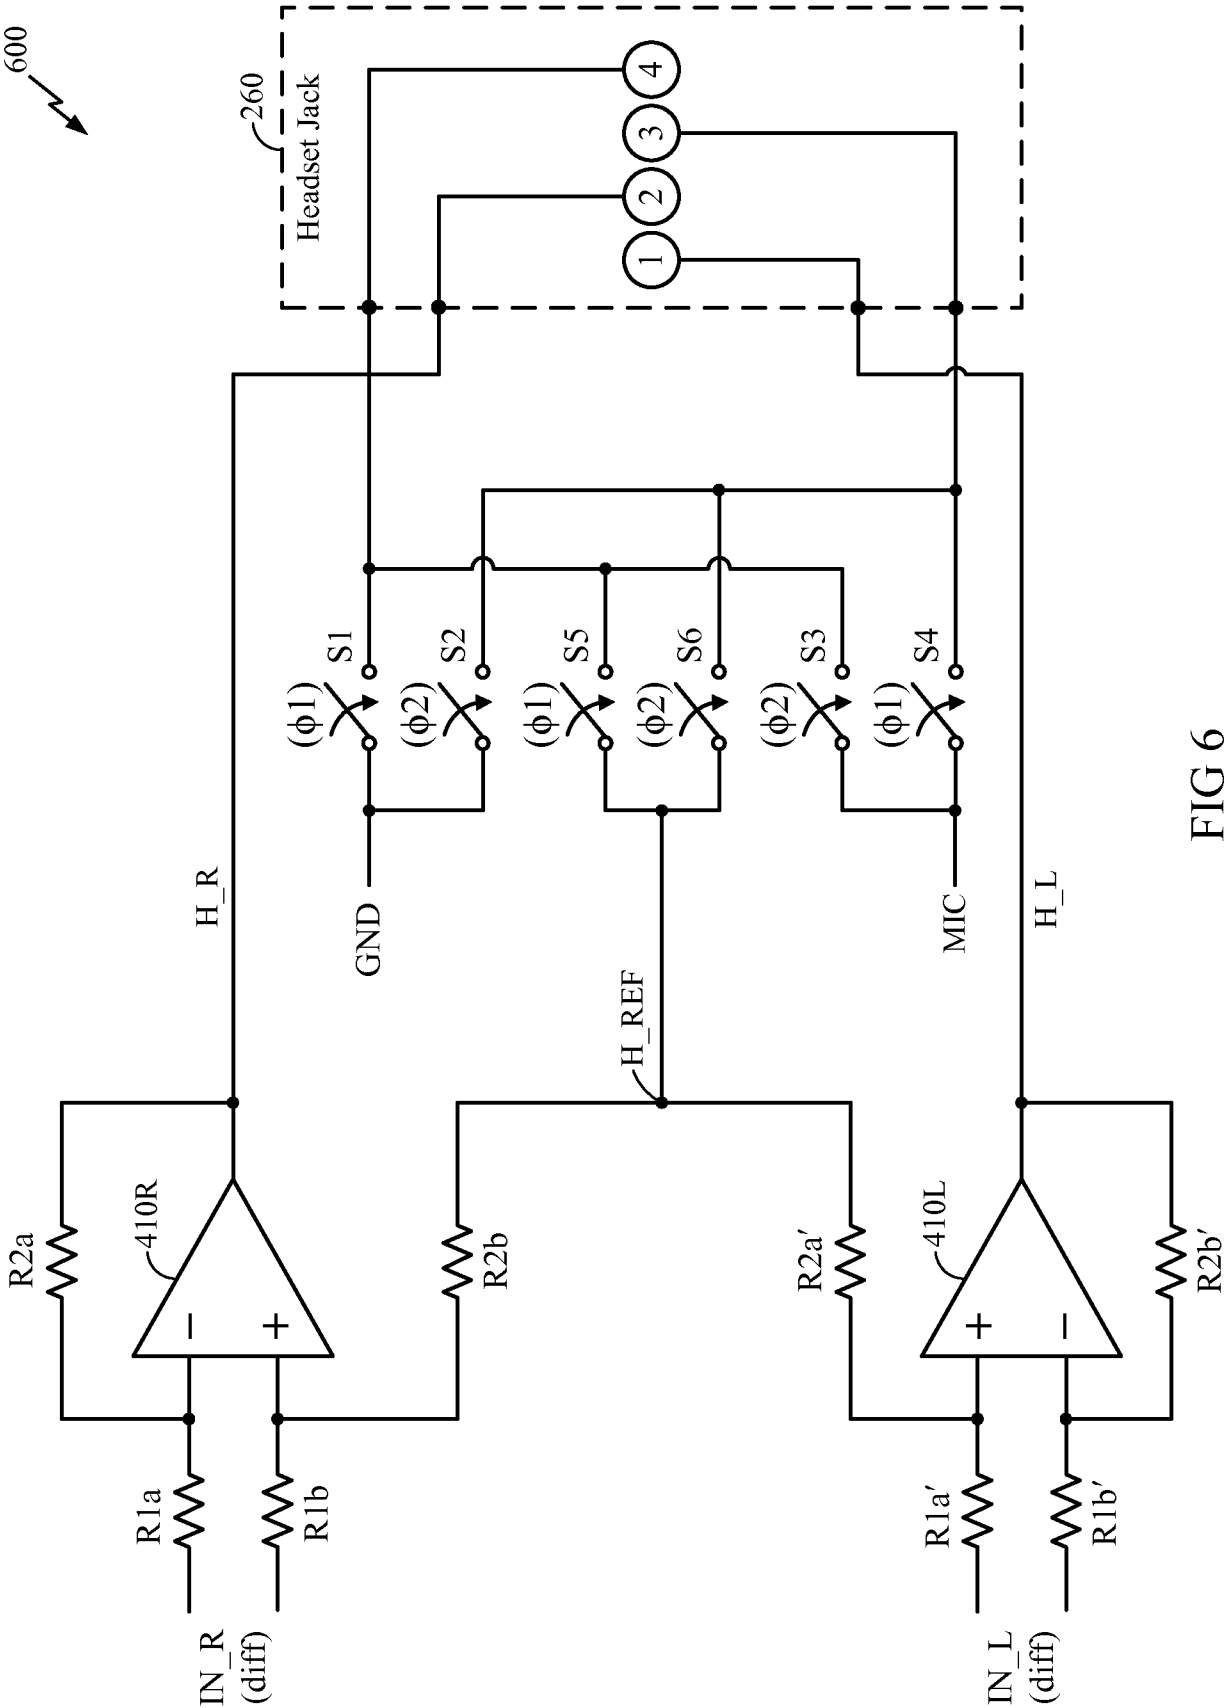 600
260
Headset Jack
1
2
3
4
H_R
(ϕ1)
S1
(ϕ2)
S2
(ϕ1)
S5
(ϕ2)
S6
(ϕ2)
S3
(ϕ1)
S4
GND
MIC
H_REF
H_L
R2a
410R
−
+
R2b
R1a
R1b
IN_R
(diff)
R2a′
410L
+
−
R2b′
R1a′
R1b′
IN_L
(diff)
FIG 6